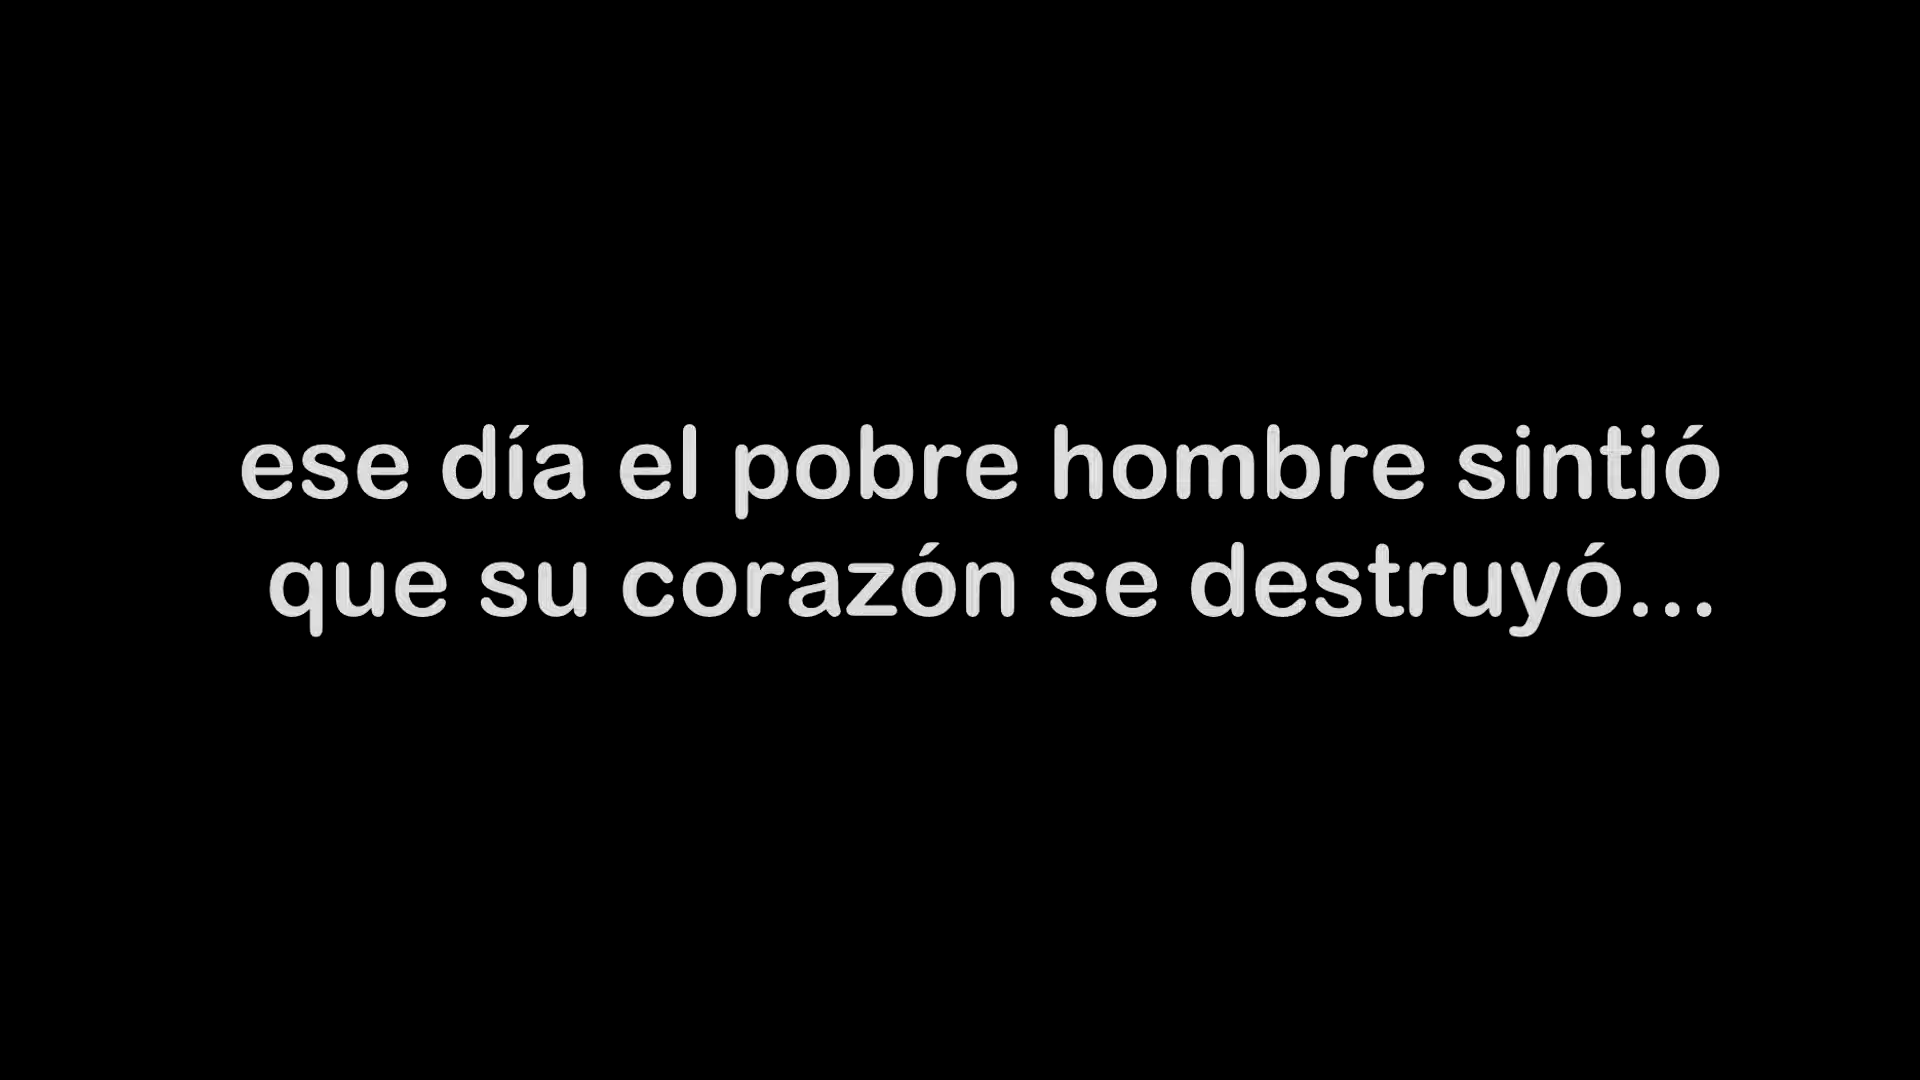 ese día el pobre hombre sintió
que su corazón se destruyó...